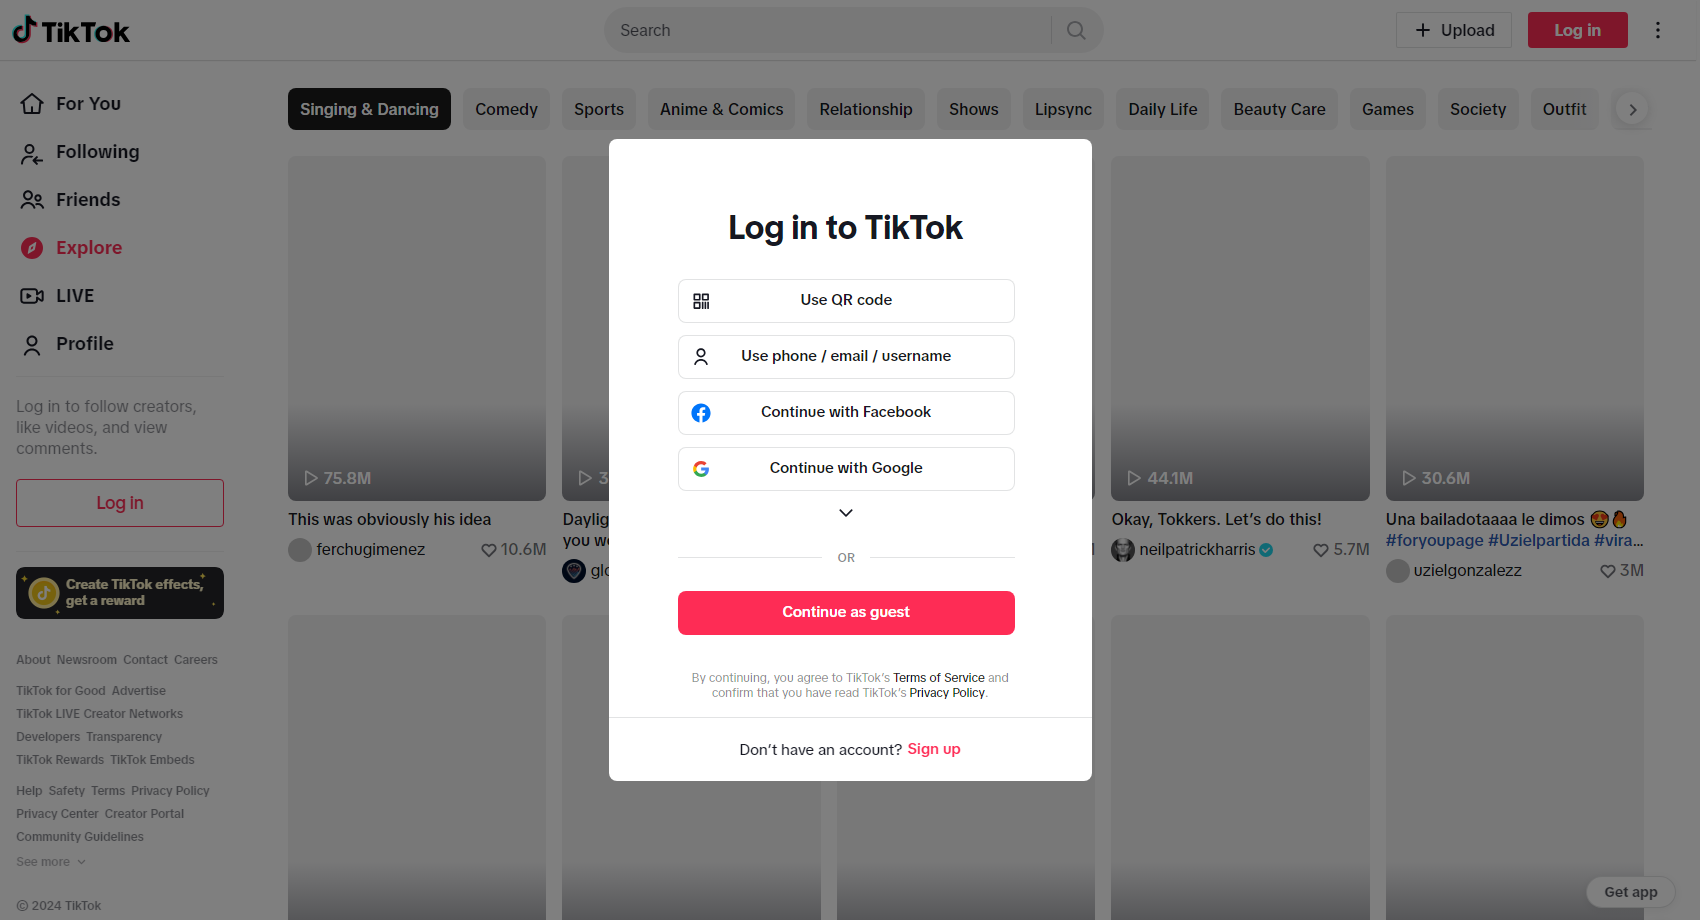 TikTok
Search
Upload
Log in
For You
Following
Friends
Explore
LIVE
Profile
Log in to follow creators,
like videos, and view
comments.
Log in
Create TikTok effects,
get a reward
About Newsroom Contact Careers
TikTok for Good Advertise
TikTok LIVE Creator Networks
Developers Transparency
TikTok Rewards TikTok Embeds
Help Safety Terms Privacy Policy
Privacy Center Creator Portal
Community Guidelines
See more
© 2024 TikTok
Singing & Dancing Comedy Sports Anime & Comics Relationship Shows Lipsync Daily Life Beauty Care Games Society Outfit
75.8M
This was obviously his idea
ferchugimenez 10.6M
44.1M
Okay, Tokkers. Let's do this!
neilpatrickharris 5.7M
30.6M
Una bailadotaaaa le dimos 😍🔥
#foryoupage #Uzielpartida #vira...
uzielgonzalezz 3M
Log in to TikTok
Use QR code
Use phone / email / username
Continue with Facebook
Continue with Google
OR
Continue as guest
By continuing, you agree to TikTok's Terms of Service and
confirm that you have read TikTok's Privacy Policy.
Don't have an account? Sign up
Get app